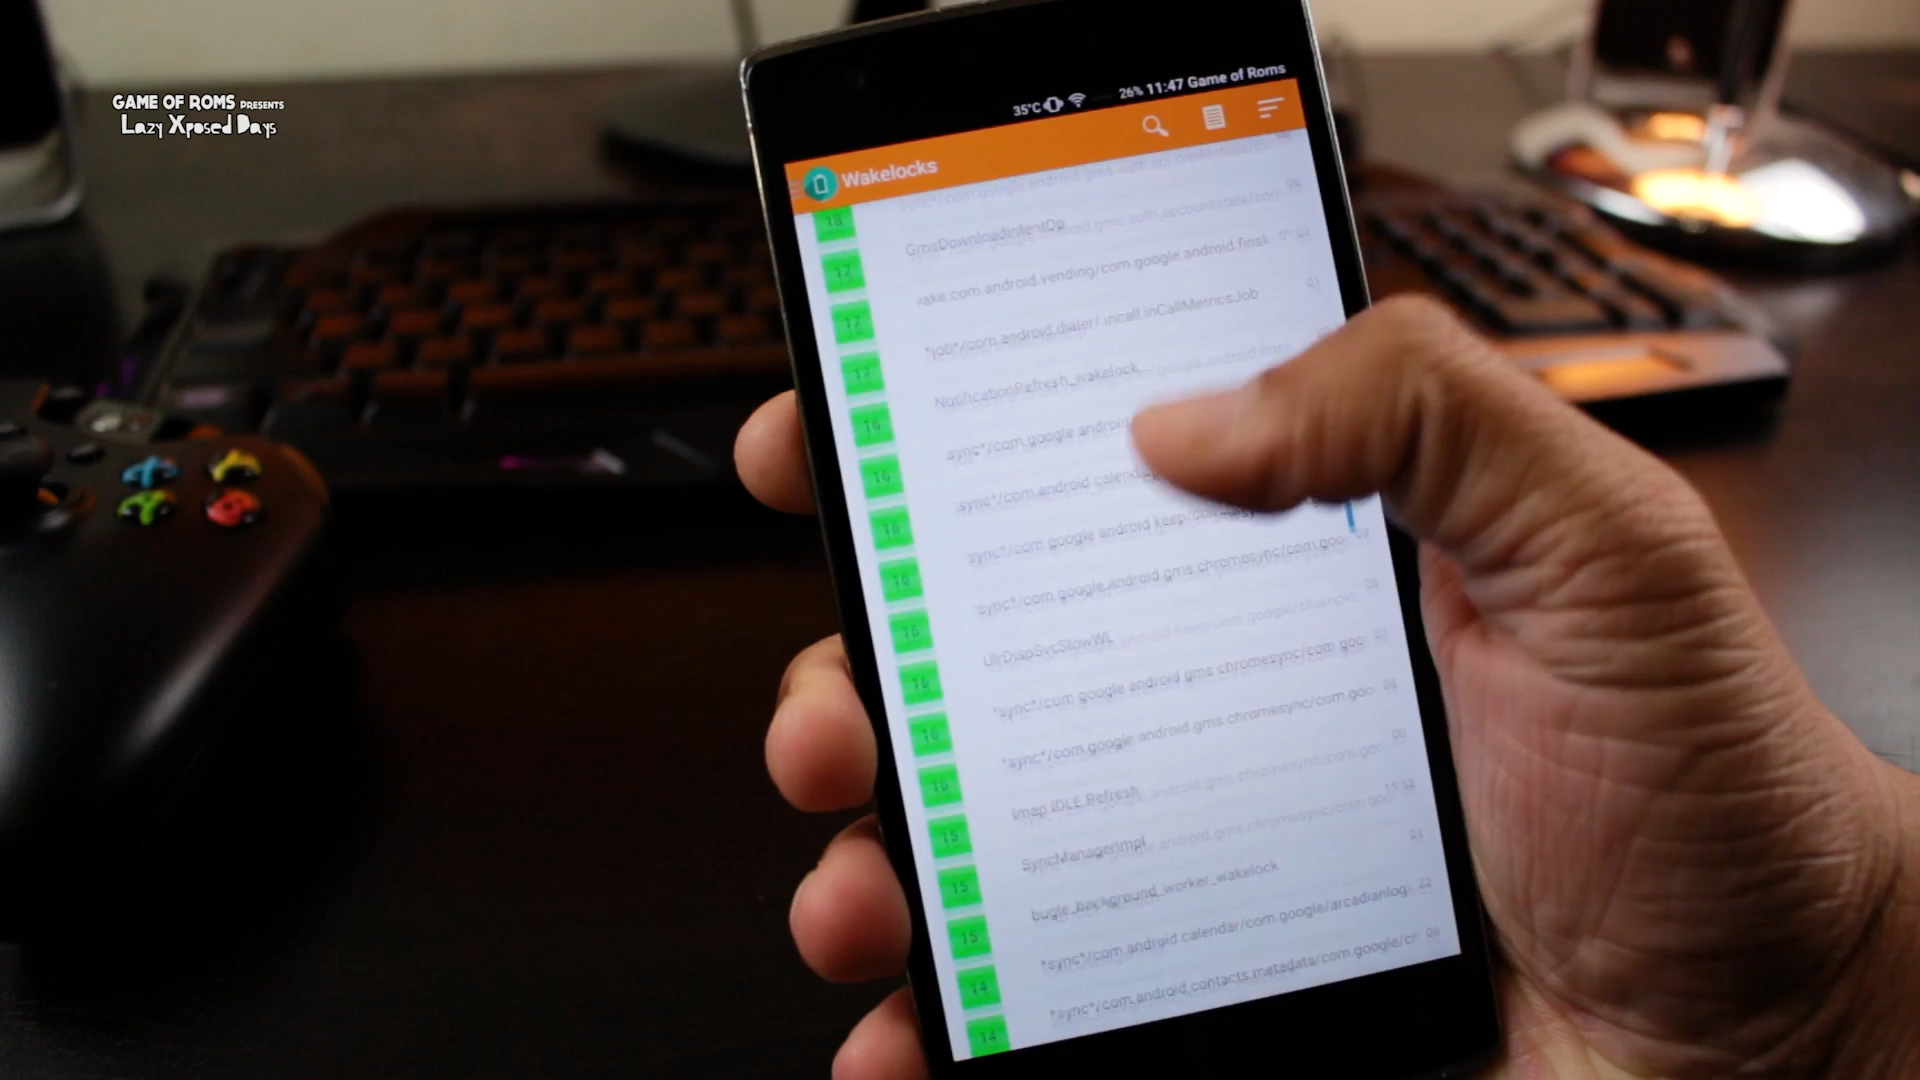 GAME OF ROMS PRESENTS
Lazy Xposed Days
35°C 26% 11:47 Game of Roms
Wakelocks
18 GmsDownloadIntentOp
17 com.android.vending/com.google.android.finsk
17 *job*/com.android.dialer/.incall.InCallMetricsJob
17 NotificationRefresh_wakelock
16 sync*/com.google.android
16 sync*/com.android.calend
16 sync*/com.google.android.keep/com
16 sync*/com.google.android.gms.chromesync/com.goo
16 UlrDispSvcSlowWL
16 *sync*/com.google.android.gms.chromesync/com.goo
16 *sync*/com.google.android.gms.chromesync/com.goo
16 Imap IDLE Refresh
15 SyncManagerImpl
15 bugle_background_worker_wakelock
15 *sync*/com.android.calendar/com.google/arcadianlog
14 *sync*/com.android.contacts.metadata/com.google/c
14